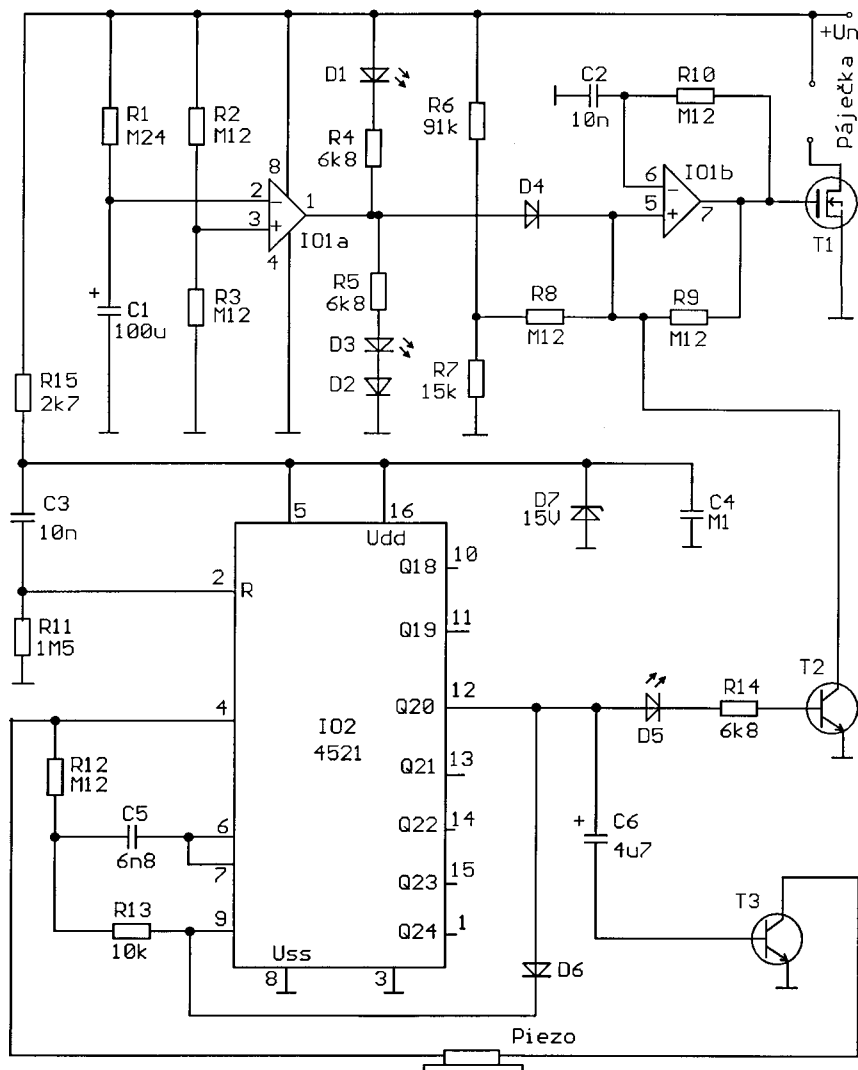 +Un
Páječka
D1
R1
M24
R2
M12
R4
6k8
R6
91k
C2
10n
R10
M12
8
2
-
1
3
+
4
IO1a
D4
6
-
5
+
7
IO1b
T1
+
C1
100u
R3
M12
R5
6k8
D3
D2
R8
M12
R9
M12
R7
15k
R15
2k7
C3
10n
5
16
Udd
D7
15V
C4
M1
2
R
Q18
10
R11
1M5
Q19
11
T2
4
Q20
12
D5
R14
6k8
IO2
4521
R12
M12
Q21
13
C5
6n8
6
7
Q22
14
+
C6
4u7
Q23
15
T3
R13
10k
9
Q24
1
Uss
8
3
D6
Piezo